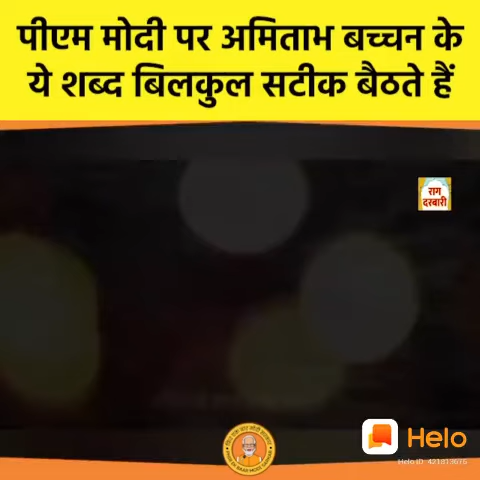 पीएम मोदी पर अमिताभ बच्चन के
ये शब्द बिलकुल सटीक बैठते हैं
राग
दरबारी
Helo